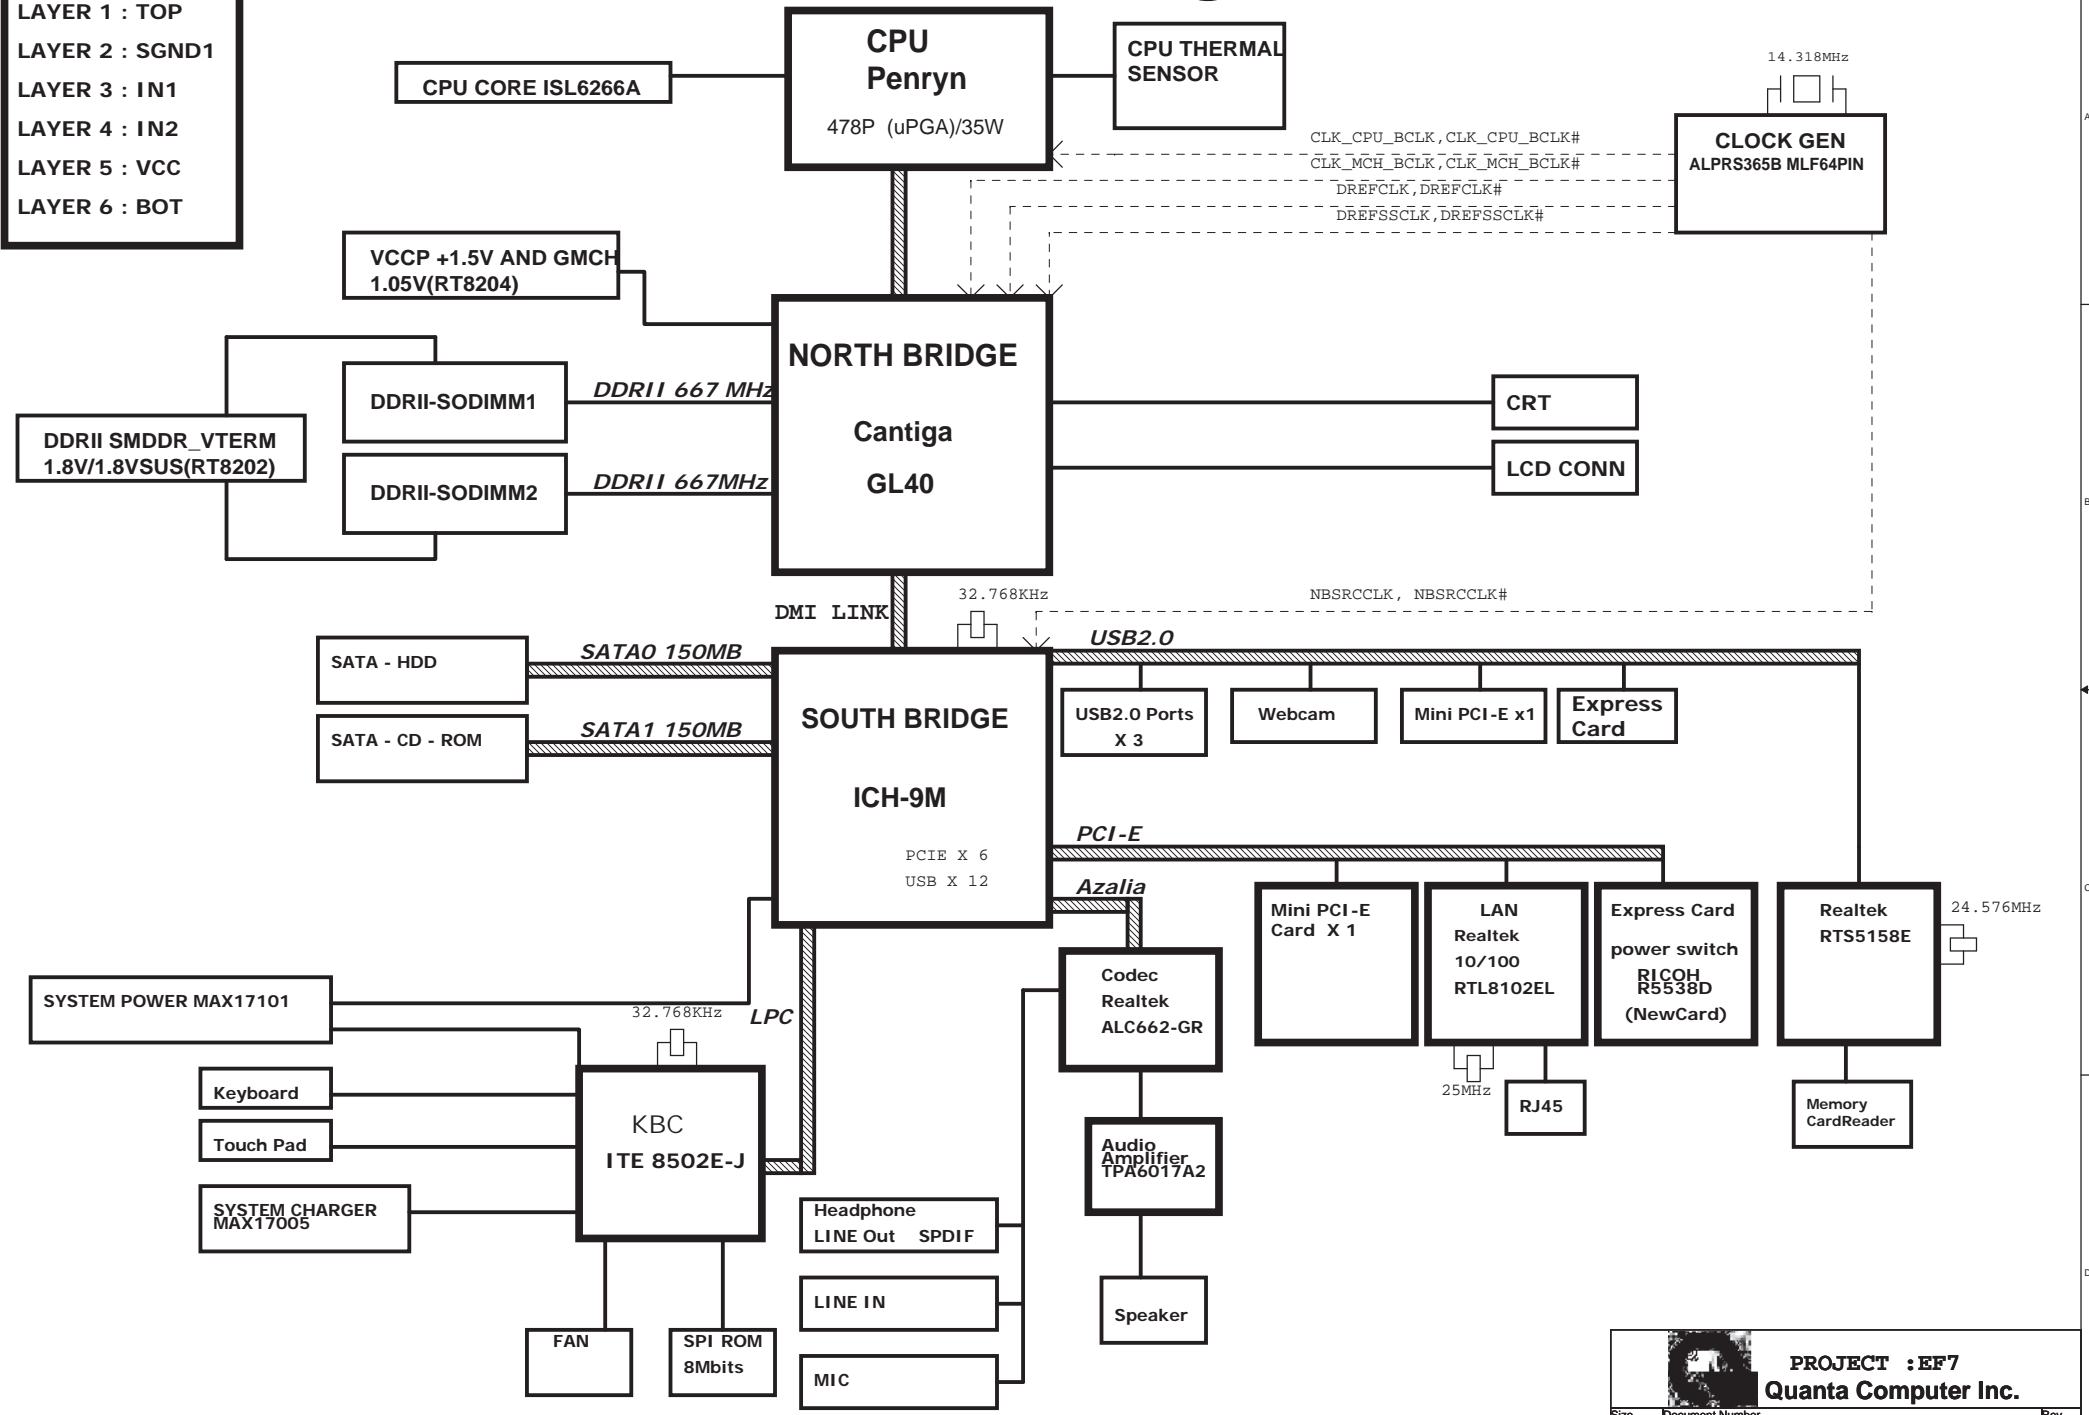 LAYER 1 : TOP
LAYER 2 : SGND1
LAYER 3 : IN1
LAYER 4 : IN2
LAYER 5 : VCC
LAYER 6 : BOT
CPU CORE ISL6266A
CPU
Penryn
478P (uPGA)/35W
CPU THERMAL
SENSOR
14.318MHz
CLOCK GEN
ALPRS365B MLF64PIN
CLK_CPU_BCLK,CLK_CPU_BCLK#
CLK_MCH_BCLK,CLK_MCH_BCLK#
DREFCLK,DREFCLK#
DREFSSCLK,DREFSSCLK#
VCCP +1.5V AND GMCH
1.05V(RT8204)
NORTH BRIDGE
Cantiga
GL40
DDRII-SODIMM1
DDRII 667 MHz
DDRII SMDDR_VTERM
1.8V/1.8VSUS(RT8202)
DDRII-SODIMM2
DDRII 667MHz
CRT
LCD CONN
DMI LINK
32.768KHz
NBSRCCLK, NBSRCCLK#
USB2.0
SATA - HDD
SATA0 150MB
SATA - CD - ROM
SATA1 150MB
SOUTH BRIDGE
ICH-9M
PCIE X 6
USB X 12
USB2.0 Ports
X 3
Webcam
Mini PCI-E x1
Express
Card
PCI-E
Azalia
Mini PCI-E
Card X 1
LAN
Realtek
10/100
RTL8102EL
Express Card
power switch
RICOH
R5538D
(NewCard)
Realtek
RTS5158E
24.576MHz
25MHz
RJ45
Memory
CardReader
SYSTEM POWER MAX17101
32.768KHz
LPC
Codec
Realtek
ALC662-GR
Keyboard
Touch Pad
SYSTEM CHARGER
MAX17005
KBC
ITE 8502E-J
Audio
Amplifier
TPA6017A2
Headphone
LINE Out SPDIF
LINE IN
MIC
Speaker
FAN
SPI ROM
8Mbits
A
B
C
D
PROJECT :EF7
Quanta Computer Inc.
Size
Document Number
Rev